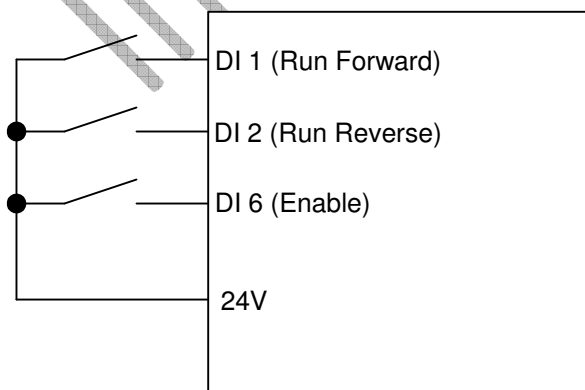 DI 1 (Run Forward)
DI 2 (Run Reverse)
DI 6 (Enable)
24V